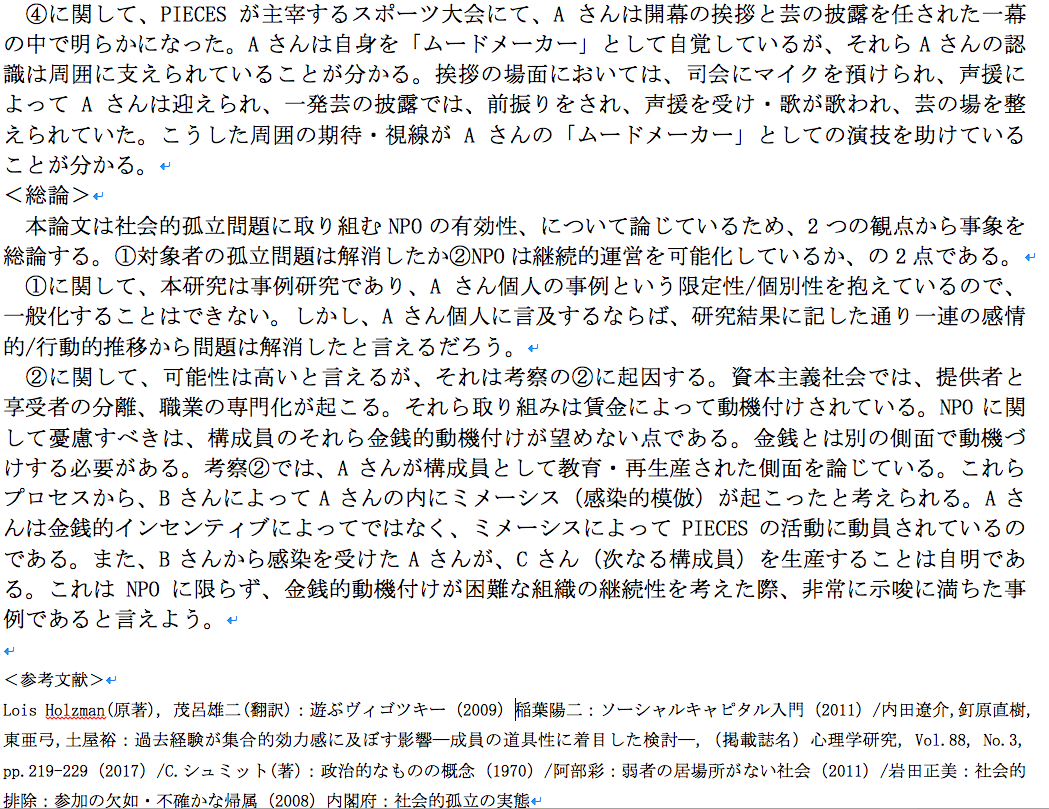 ④に関して、PIECES が主宰するスポーツ大会にて、A さんは開幕の挨拶と芸の披露を任された一幕
の中で明らかになった。A さんは自身を「ムードメーカー」として自覚しているが、それら A さんの認
識は周囲に支えられていることが分かる。挨拶の場面においては、司会にマイクを預けられ、声援に
よって A さんは迎えられ、一発芸の披露では、前振りをされ、声援を受け・歌が歌われ、芸の場を整
えられていた。こうした周囲の期待・視線が A さんの「ムードメーカー」としての演技を助けている
ことが分かる。
＜総論＞
本論文は社会的孤立問題に取り組む NPO の有効性、について論じているため、2 つの観点から事象を
総論する。①対象者の孤立問題は解消したか②NPO は継続的運営を可能化しているか、の 2 点である。
①に関して、本研究は事例研究であり、A さん個人の事例という限定性/個別性を抱えているので、
一般化することはできない。しかし、A さん個人に言及するならば、研究結果に記した通り一連の感情
的/行動的推移から問題は解消したと言えるだろう。
②に関して、可能性は高いと言えるが、それは考察の②に起因する。資本主義社会では、提供者と
享受者の分離、職業の専門化が起こる。それら取り組みは賃金によって動機付けされている。NPO に関
して憂慮すべきは、構成員のそれら金銭的動機付けが望めない点である。金銭とは別の側面で動機づ
けする必要がある。考察②では、A さんが構成員として教育・再生産された側面を論じている。これら
プロセスから、B さんによって A さんの内にミメーシス（感染的模倣）が起こったと考えられる。A さ
んは金銭的インセンティブによってではなく、ミメーシスによって PIECES の活動に動員されているの
である。また、B さんから感染を受けた A さんが、C さん（次なる構成員）を生産することは自明であ
る。これは NPO に限らず、金銭的動機付けが困難な組織の継続性を考えた際、非常に示唆に満ちた事
例であると言えよう。
＜参考文献＞
Lois Holzman(原著), 茂呂雄二(翻訳)：遊ぶヴィゴツキー（2009）稲葉陽二：ソーシャルキャピタル入門（2011）/内田遼介,釘原直樹,
東亜弓,土屋裕：過去経験が集合的効力感に及ぼす影響―成員の道具性に着目した検討―,（掲載誌名）心理学研究, Vol.88, No.3,
pp.219-229（2017）/C.シュミット(著)：政治的なものの概念（1970）/阿部彩：弱者の居場所がない社会（2011）/岩田正美：社会的
排除：参加の欠如・不確かな帰属（2008）内閣府：社会的孤立の実態